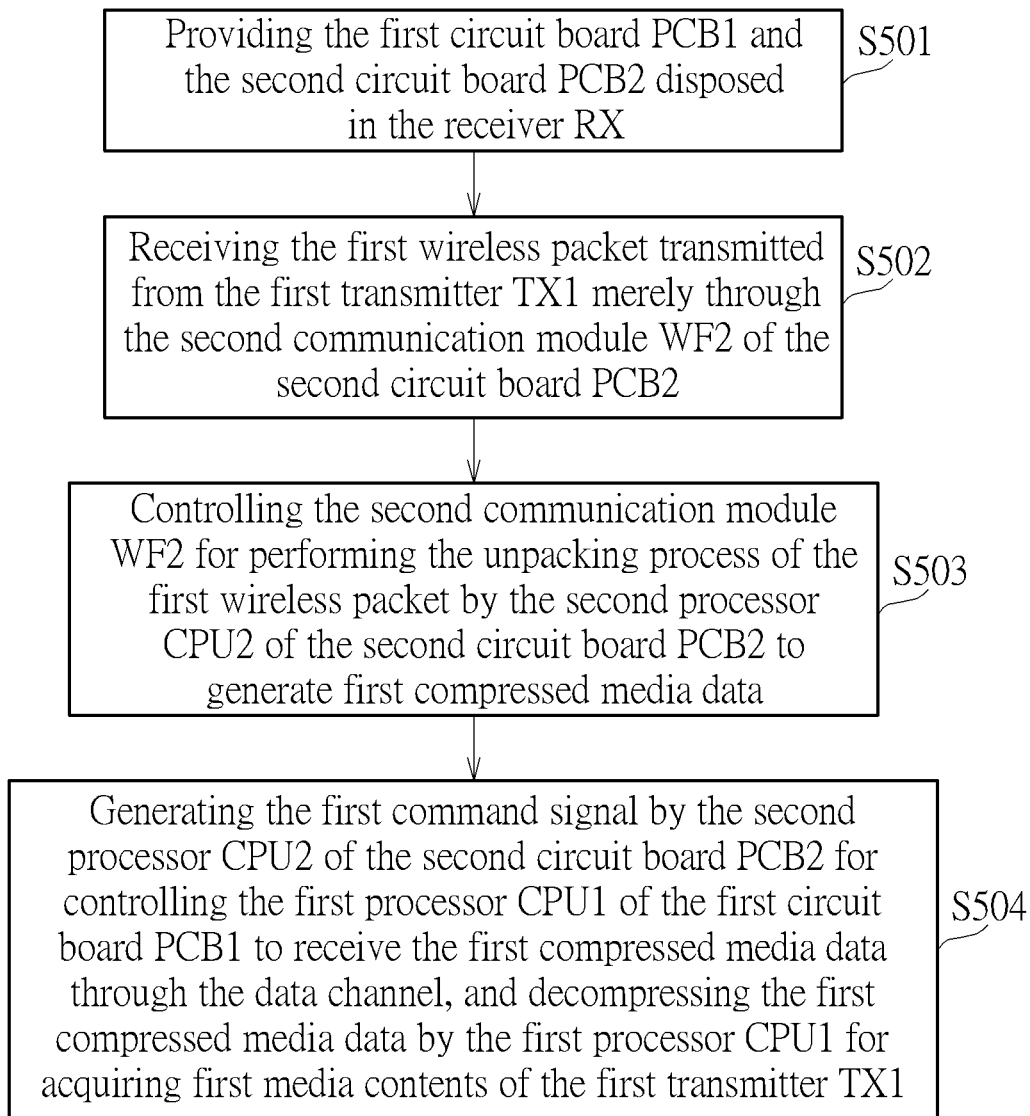 Providing the first circuit board PCB1 and
the second circuit board PCB2 disposed
in the receiver RX
S501
Receiving the first wireless packet transmitted
from the first transmitter TX1 merely through
the second communication module WF2 of the
second circuit board PCB2
S502
Controlling the second communication module
WF2 for performing the unpacking process of the
first wireless packet by the second processor
CPU2 of the second circuit board PCB2 to
generate first compressed media data
S503
Generating the first command signal by the second
processor CPU2 of the second circuit board PCB2 for
controlling the first processor CPU1 of the first circuit
board PCB1 to receive the first compressed media data
through the data channel, and decompressing the first
compressed media data by the first processor CPU1 for
acquiring first media contents of the first transmitter TX1
S504